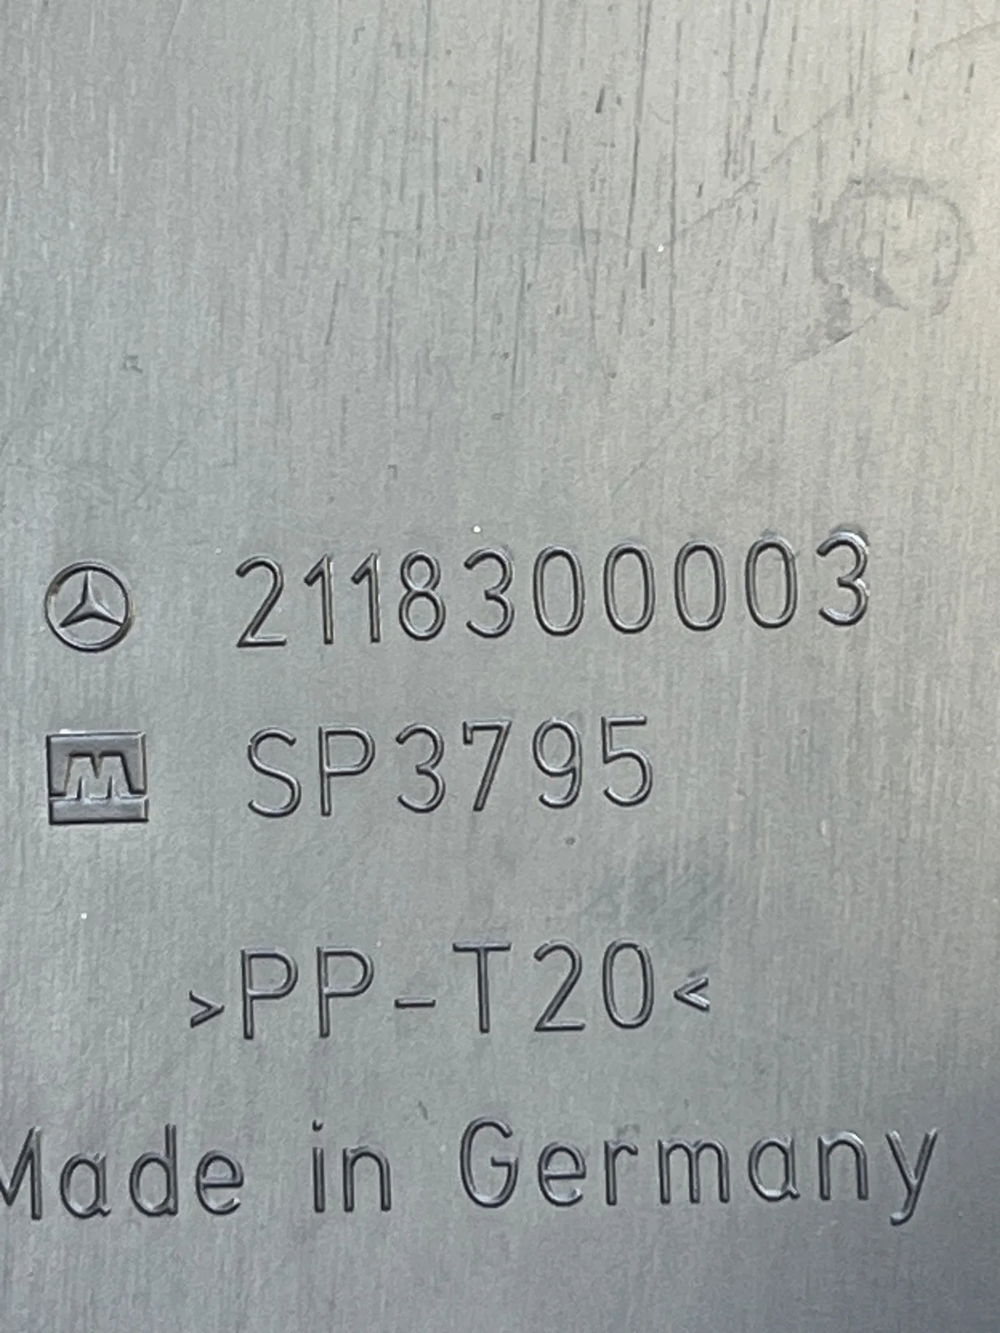 2118300003
SP3795
>PP-T20<
Made in Germany